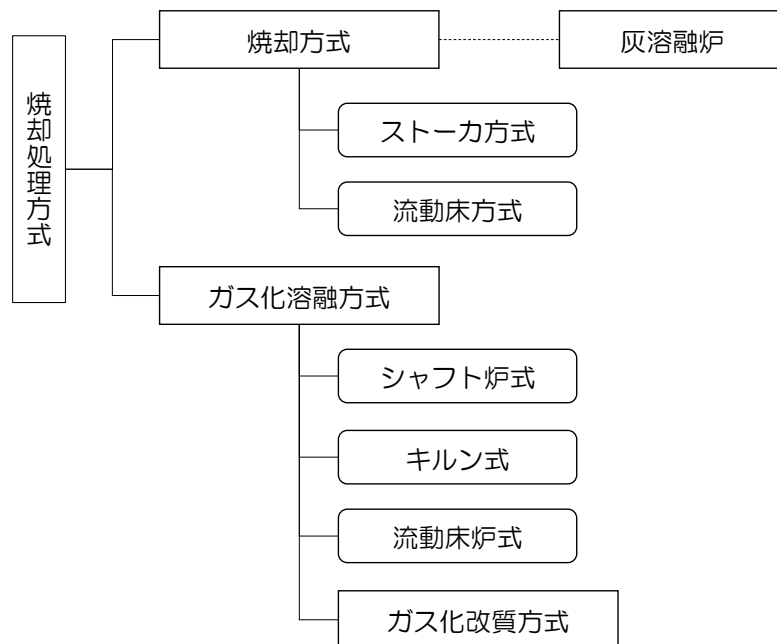 焼却処理方式
焼却方式
灰溶融炉
ストーカ方式
流動床方式
ガス化溶融方式
シャフト炉式
キルン式
流動床炉式
ガス化改質方式